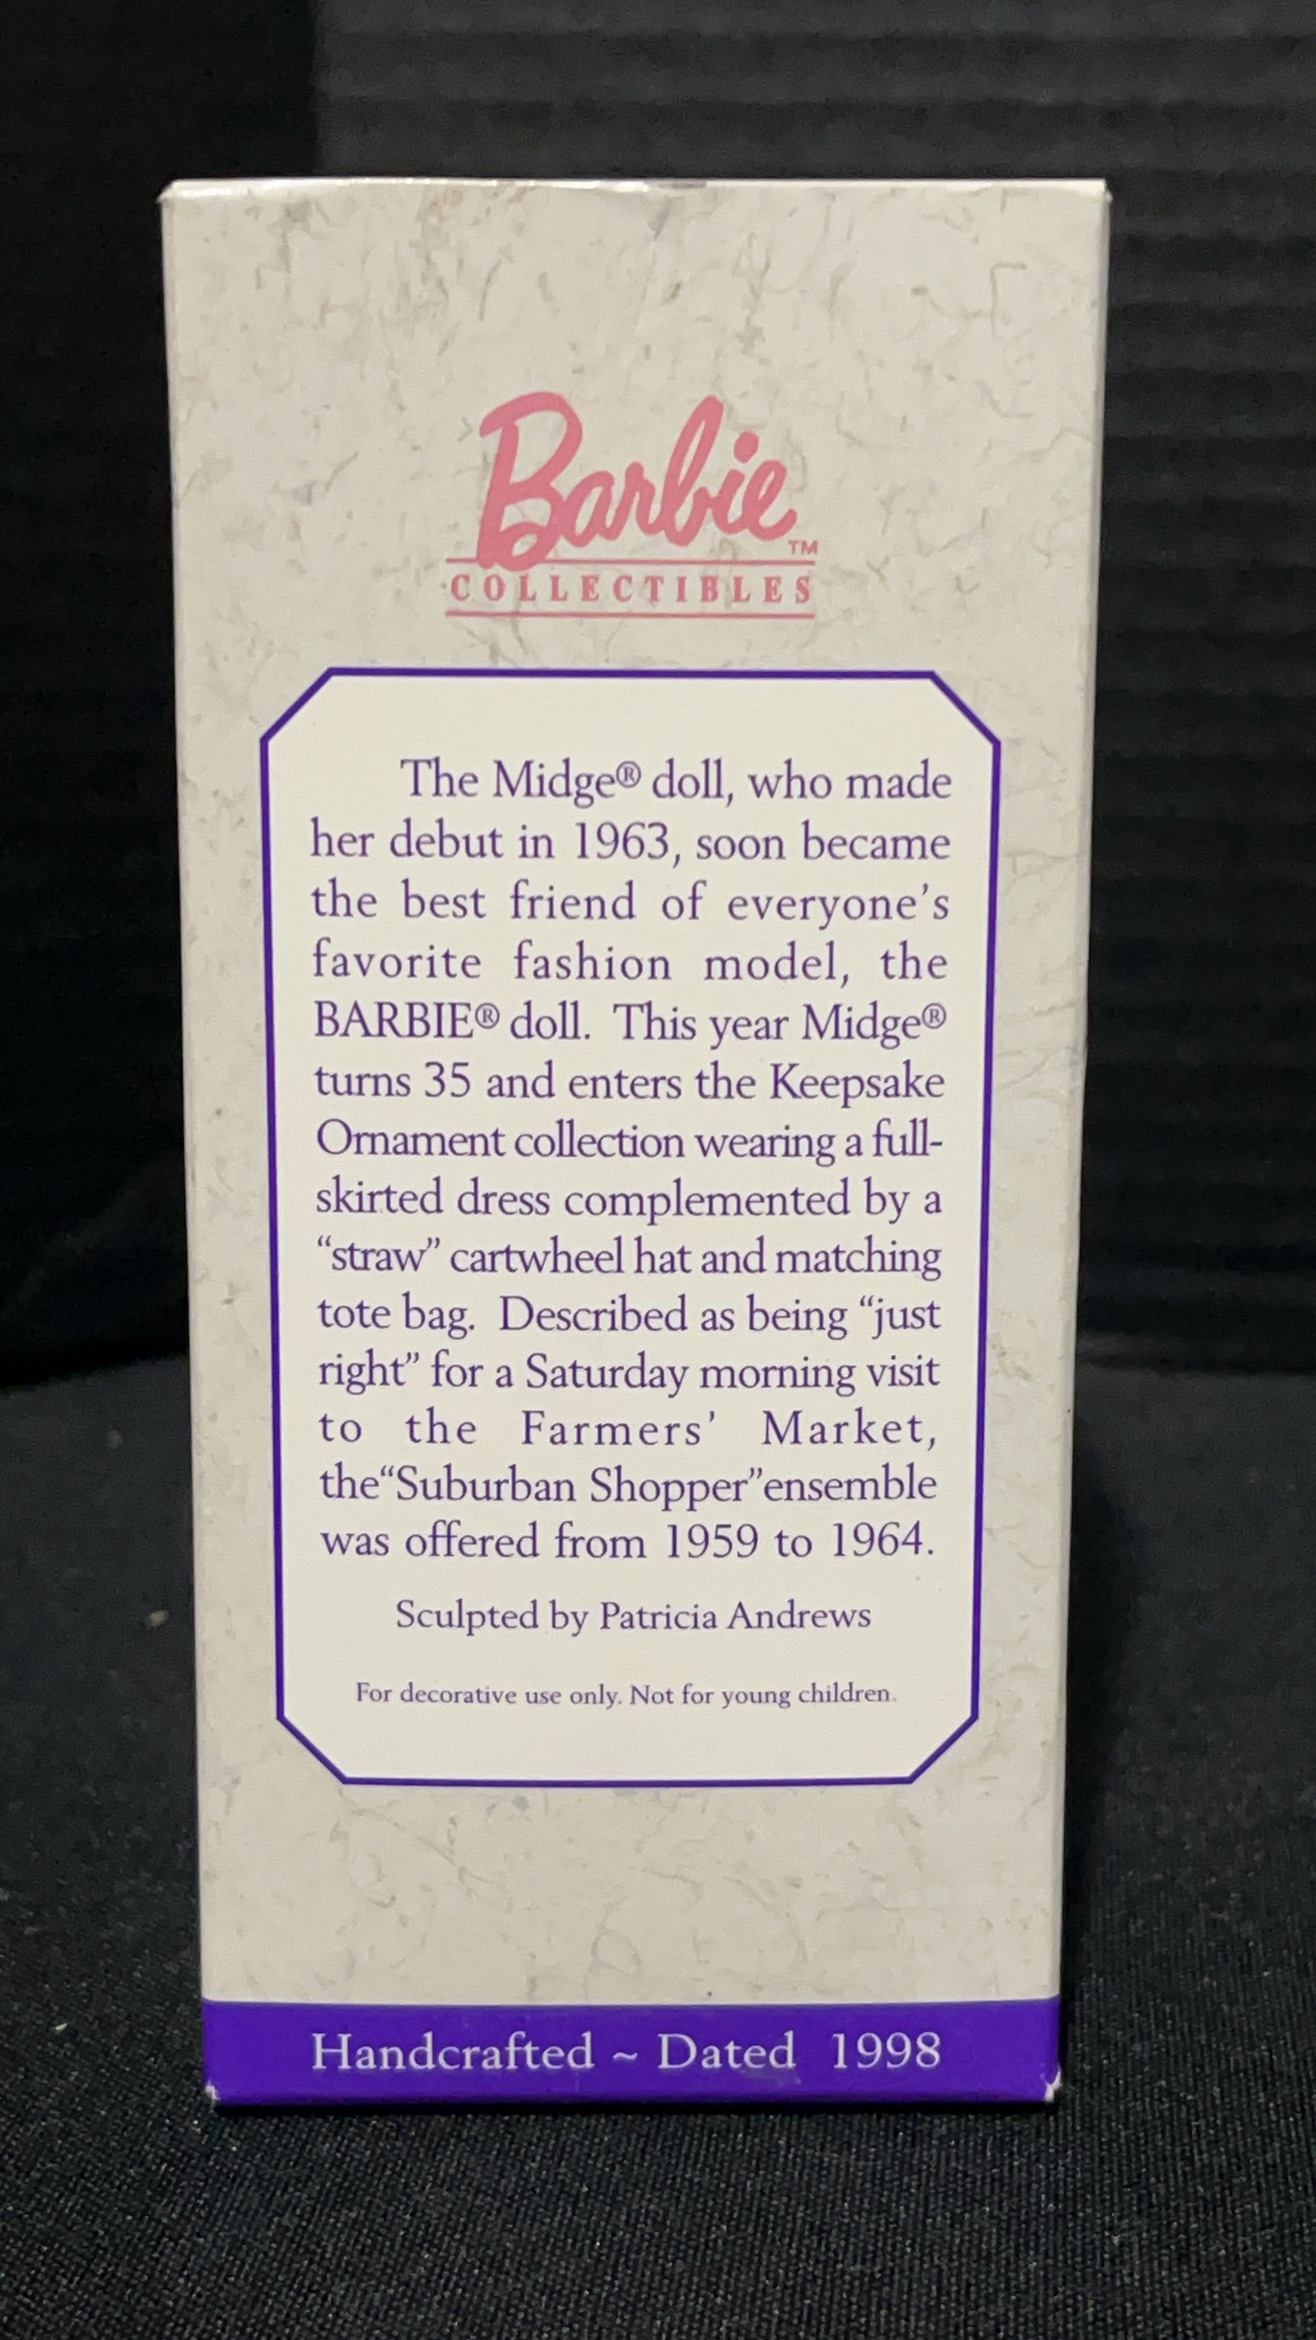 Barbie™
COLLECTIBLES
The Midge® doll, who made
her debut in 1963, soon became
the best friend of everyone's
favorite fashion model, the
BARBIE® doll. This year Midge®
turns 35 and enters the Keepsake
Ornament collection wearing a full-
skirted dress complemented by a
“straw” cartwheel hat and matching
tote bag. Described as being “just
right” for a Saturday morning visit
to the Farmers' Market,
the“Suburban Shopper”ensemble
was offered from 1959 to 1964.
Sculpted by Patricia Andrews
For decorative use only. Not for young children.
Handcrafted ~ Dated 1998